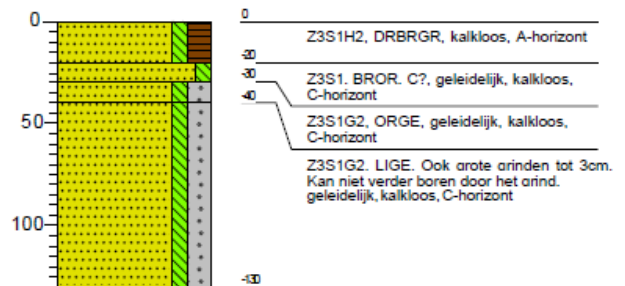 0
-20
-30
-40
50
100
-130
0
Z3S1H2, DRBRGR, kalkloos, A-horizont
Z3S1. BROR. C?, geleidelijk, kalkloos,
C-horizont
Z3S1G2, ORGE, geleidelijk, kalkloos,
C-horizont
Z3S1G2. LIGE. Ook grote grinden tot 3cm.
Kan niet verder boren door het grind.
geleidelijk, kalkloos, C-horizont